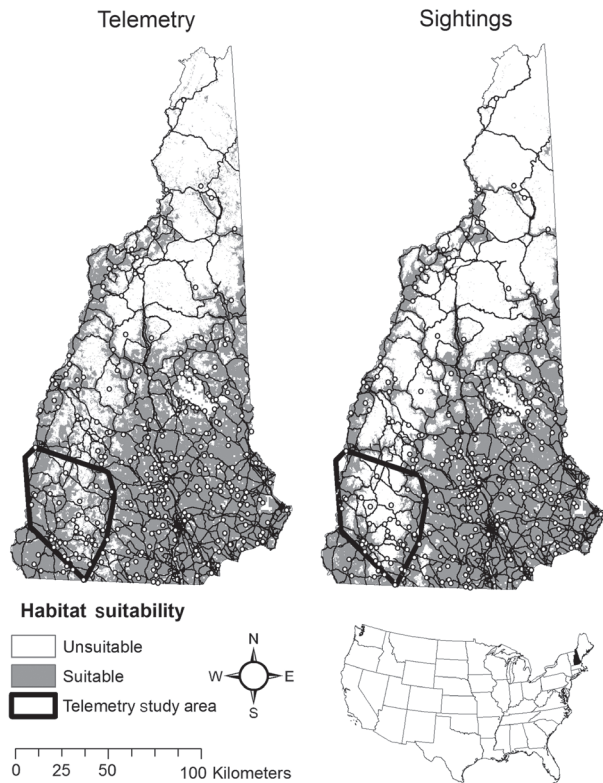 Telemetry
Sightings
Habitat suitability
Unsuitable
Suitable
Telemetry study area
N
W E
S
0 25 50 100 Kilometers